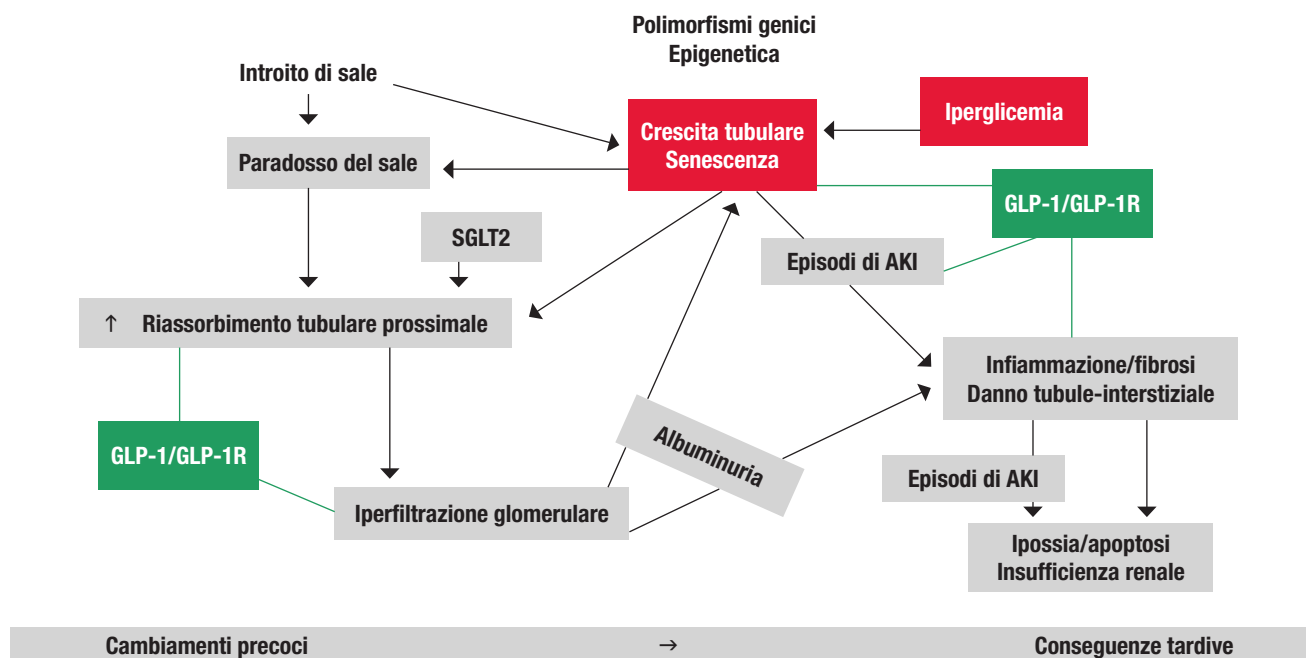 Polimorfismi genici
Epigenetica
Introito di sale
Crescita tubulare
Senescenza
Iperglicemia
Paradosso del sale
GLP-1/GLP-1R
SGLT2
Episodi di AKI
↑ Riassorbimento tubulare prossimale
Infiammazione/fibrosi
Danno tubule-interstiziale
GLP-1/GLP-1R
Albuminuria
Episodi di AKI
Iperfiltrazione glomerulare
Ipossia/apoptosi
Insufficienza renale
Cambiamenti precoci → Conseguenze tardive